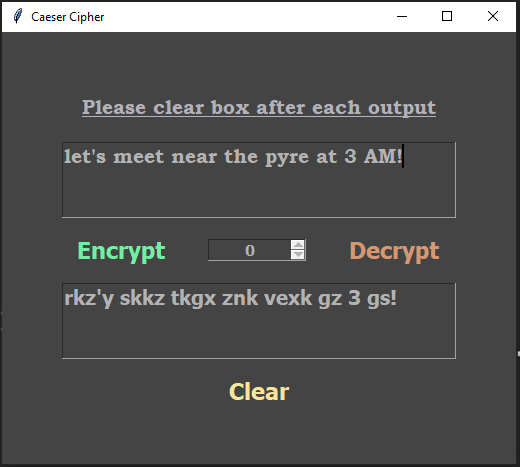 Caeser Cipher
Please clear box after each output
let's meet near the pyre at 3 AM!
Encrypt 0 Decrypt
rkz'y skkz tkgx znk vexk gz 3 gs!
Clear